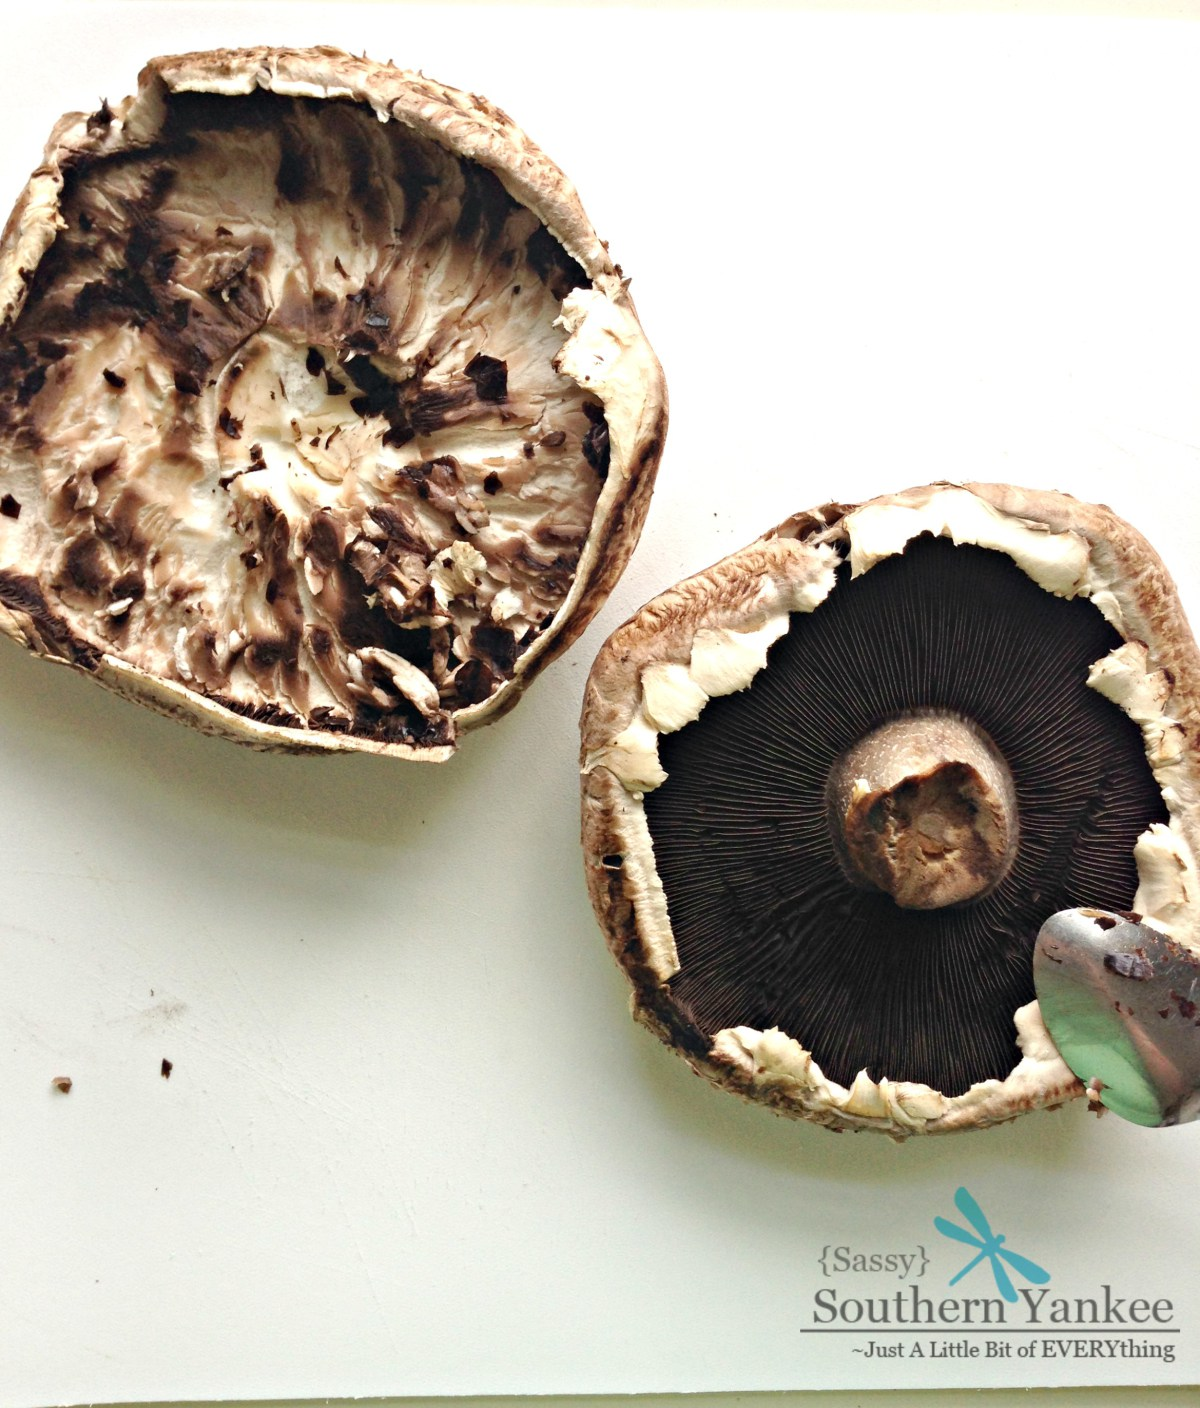 {Sassy}
Southern Yankee
~Just A Little Bit of EVERYthing